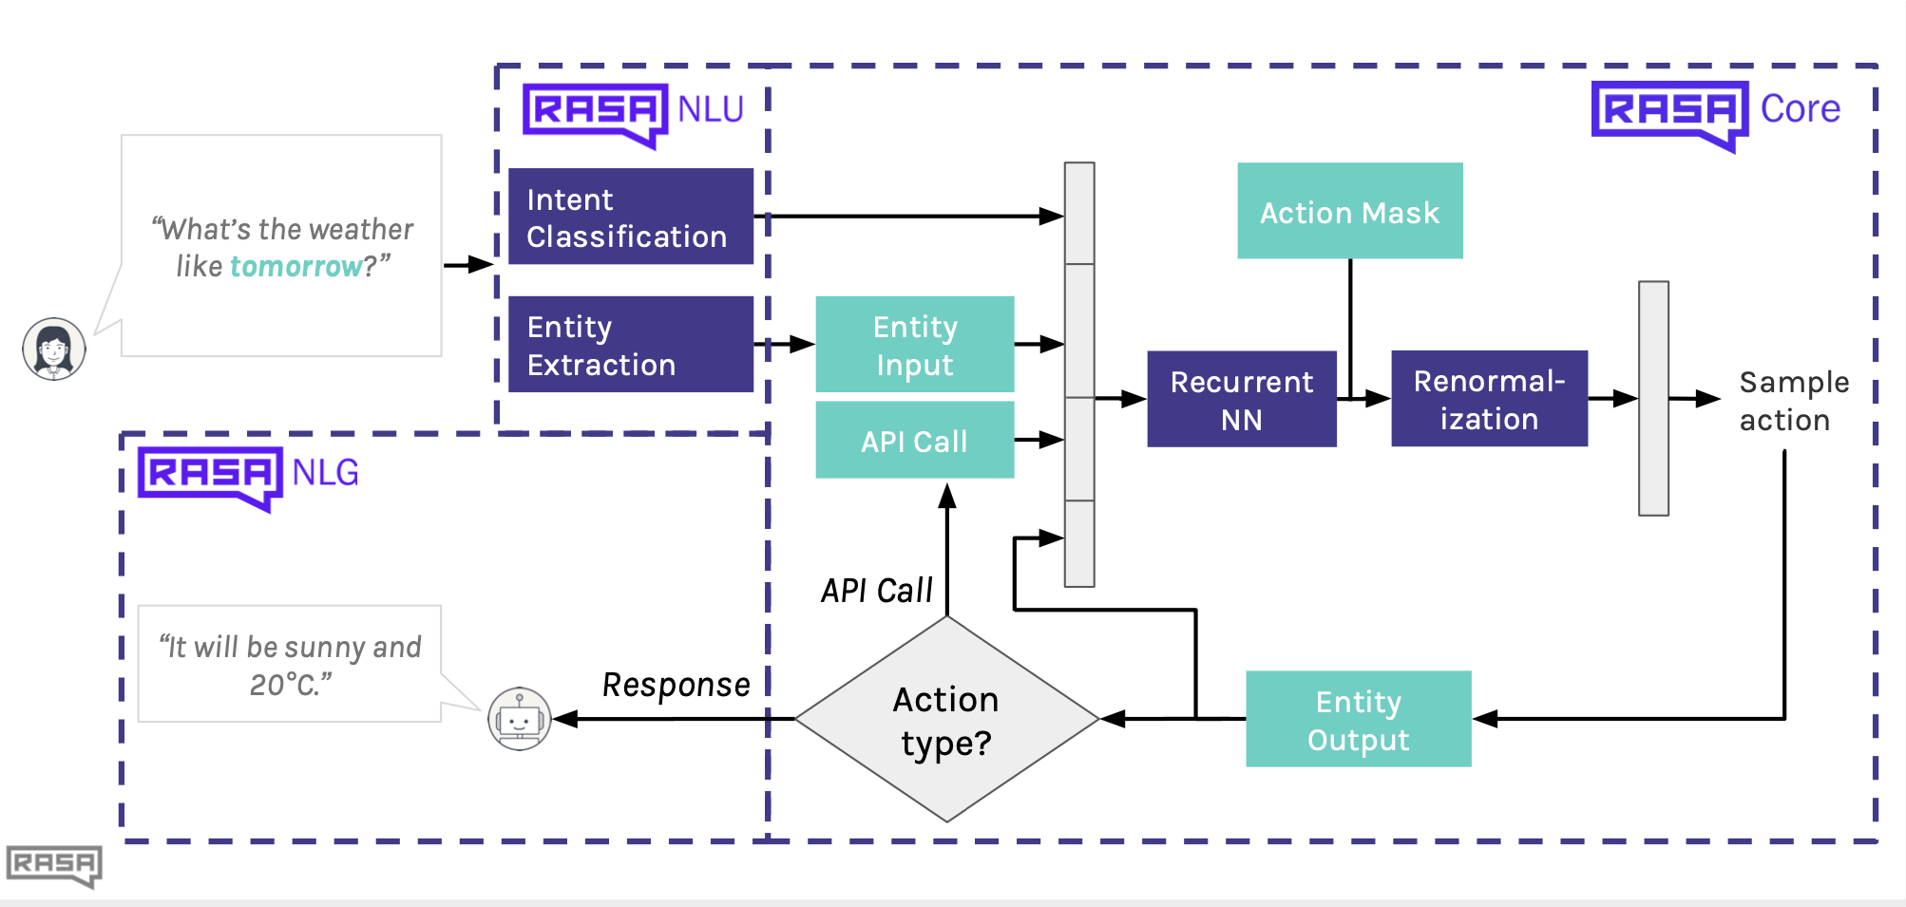 RASA NLU
RASA Core
Intent
Classification
Action Mask
“What’s the weather
like tomorrow?”
Entity
Extraction
Entity
Input
Recurrent
NN
Renormal-
ization
Sample
action
API Call
RASA NLG
API Call
“It will be sunny and
20°C.”
Response
Action
type?
Entity
Output
RASA